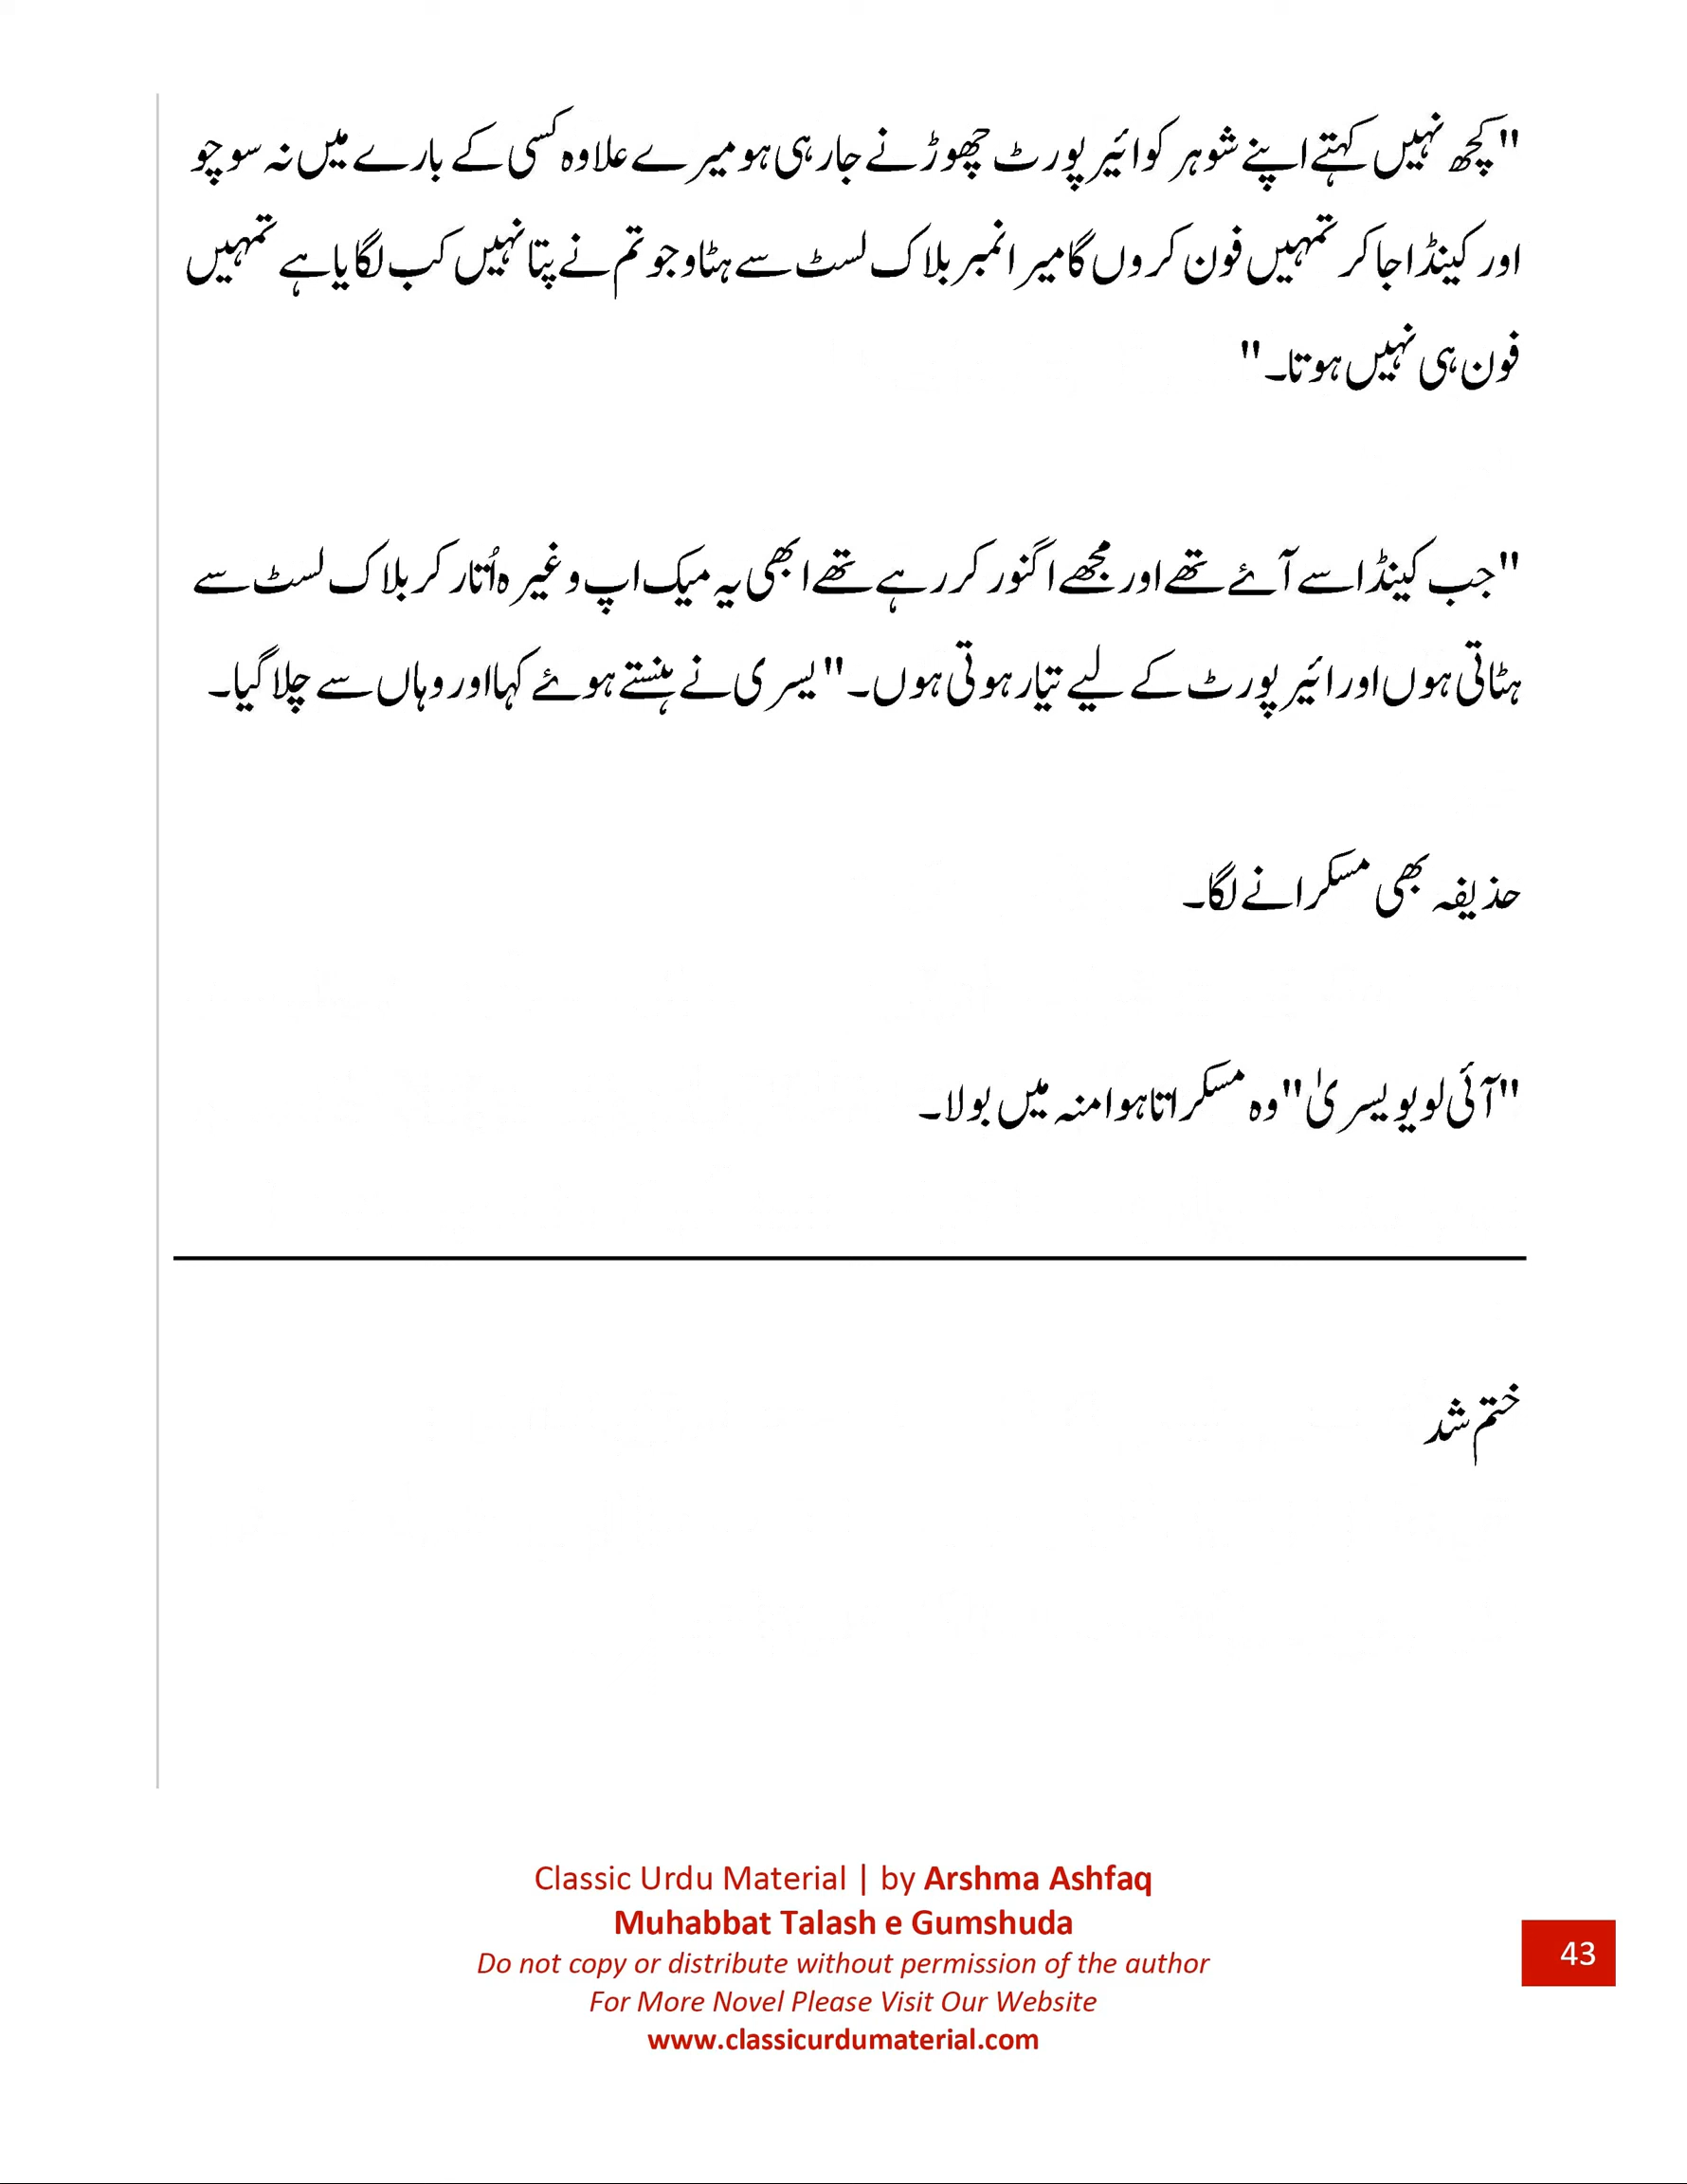 "کچھ نہیں کہتے اپنے شوہر کو ائیر پورٹ چھوڑنے جا رہی ہو میرے علاوہ کسی کے بارے میں نہ سوچو
اور کینڈا جا کر تمہیں فون کروں گا میرا نمبر بلاک لسٹ سے ہٹاو جو تم نے پتا نہیں کب لگایا ہے تمہیں
فون ہی نہیں ہوتا۔"
"جب کینڈا سے آئے تھے اور مجھے اگنور کر رہے تھے ابھی یہ میک اپ وغیرہ اُتار کر بلاک لسٹ سے
ہٹاتی ہوں اور ائیر پورٹ کے لیے تیار ہوتی ہوں۔" یسری نے ہنستے ہوئے کہا اور وہاں سے چلا گیا۔
حذیفہ بھی مسکرانے لگا۔
"آئی لو یو یسریٰ" وہ مسکراتا ہوا منہ میں بولا۔
ختم شد
Classic Urdu Material | by Arshma Ashfaq
Muhabbat Talash e Gumshuda
Do not copy or distribute without permission of the author
For More Novel Please Visit Our Website
www.classicurdumaterial.com
43